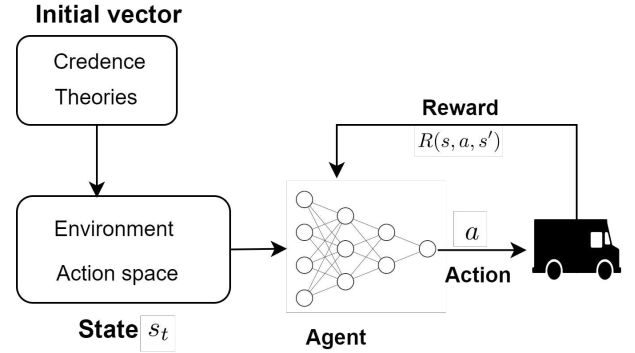 Initial vector
Credence
Theories
Reward
R(s, a, s′)
Environment
Action space
a
Action
State s_t
Agent